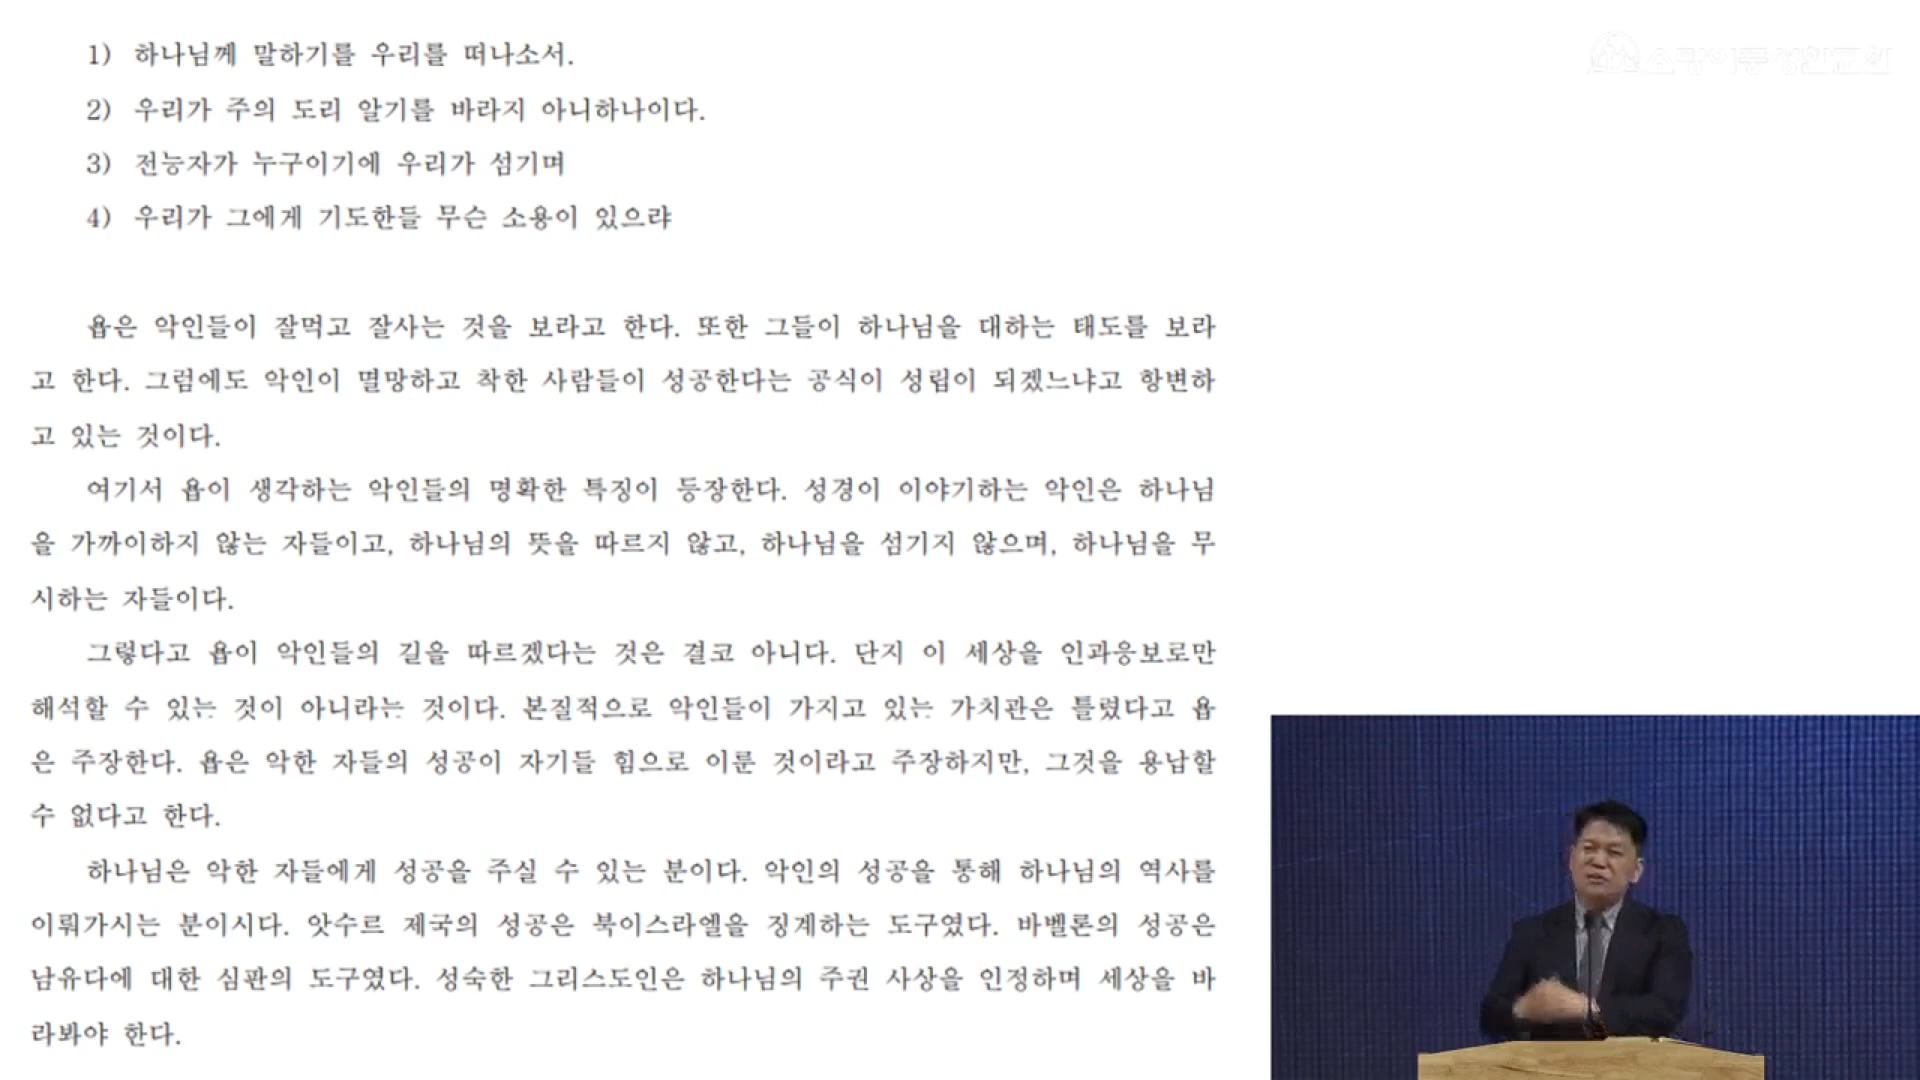 1) 하나님께 말하기를 우리를 떠나소서.
2) 우리가 주의 도리 알기를 바라지 아니하나이다.
3) 전능자가 누구이기에 우리가 섬기며
4) 우리가 그에게 기도한들 무슨 소용이 있으랴
욥은 악인들이 잘먹고 잘사는 것을 보라고 한다. 또한 그들이 하나님을 대하는 태도를 보라
고 한다. 그럼에도 악인이 멸망하고 착한 사람들이 성공한다는 공식이 성립이 되겠느냐고 항변하
고 있는 것이다.
여기서 욥이 생각하는 악인들의 명확한 특징이 등장한다. 성경이 이야기하는 악인은 하나님
을 가까이하지 않는 자들이고, 하나님의 뜻을 따르지 않고, 하나님을 섬기지 않으며, 하나님을 무
시하는 자들이다.
그렇다고 욥이 악인들의 길을 따르겠다는 것은 결코 아니다. 단지 이 세상을 인과응보로만
해석할 수 있는 것이 아니라는 것이다. 본질적으로 악인들이 가지고 있는 가치관은 틀렸다고 욥
은 주장한다. 욥은 악한 자들의 성공이 자기들 힘으로 이룬 것이라고 주장하지만, 그것을 용납할
수 없다고 한다.
하나님은 악한 자들에게 성공을 주실 수 있는 분이다. 악인의 성공을 통해 하나님의 역사를
이뤄가시는 분이시다. 앗수르 제국의 성공은 북이스라엘을 징계하는 도구였다. 바벨론의 성공은
남유다에 대한 심판의 도구였다. 성숙한 그리스도인은 하나님의 주권 사상을 인정하며 세상을 바
라봐야 한다.